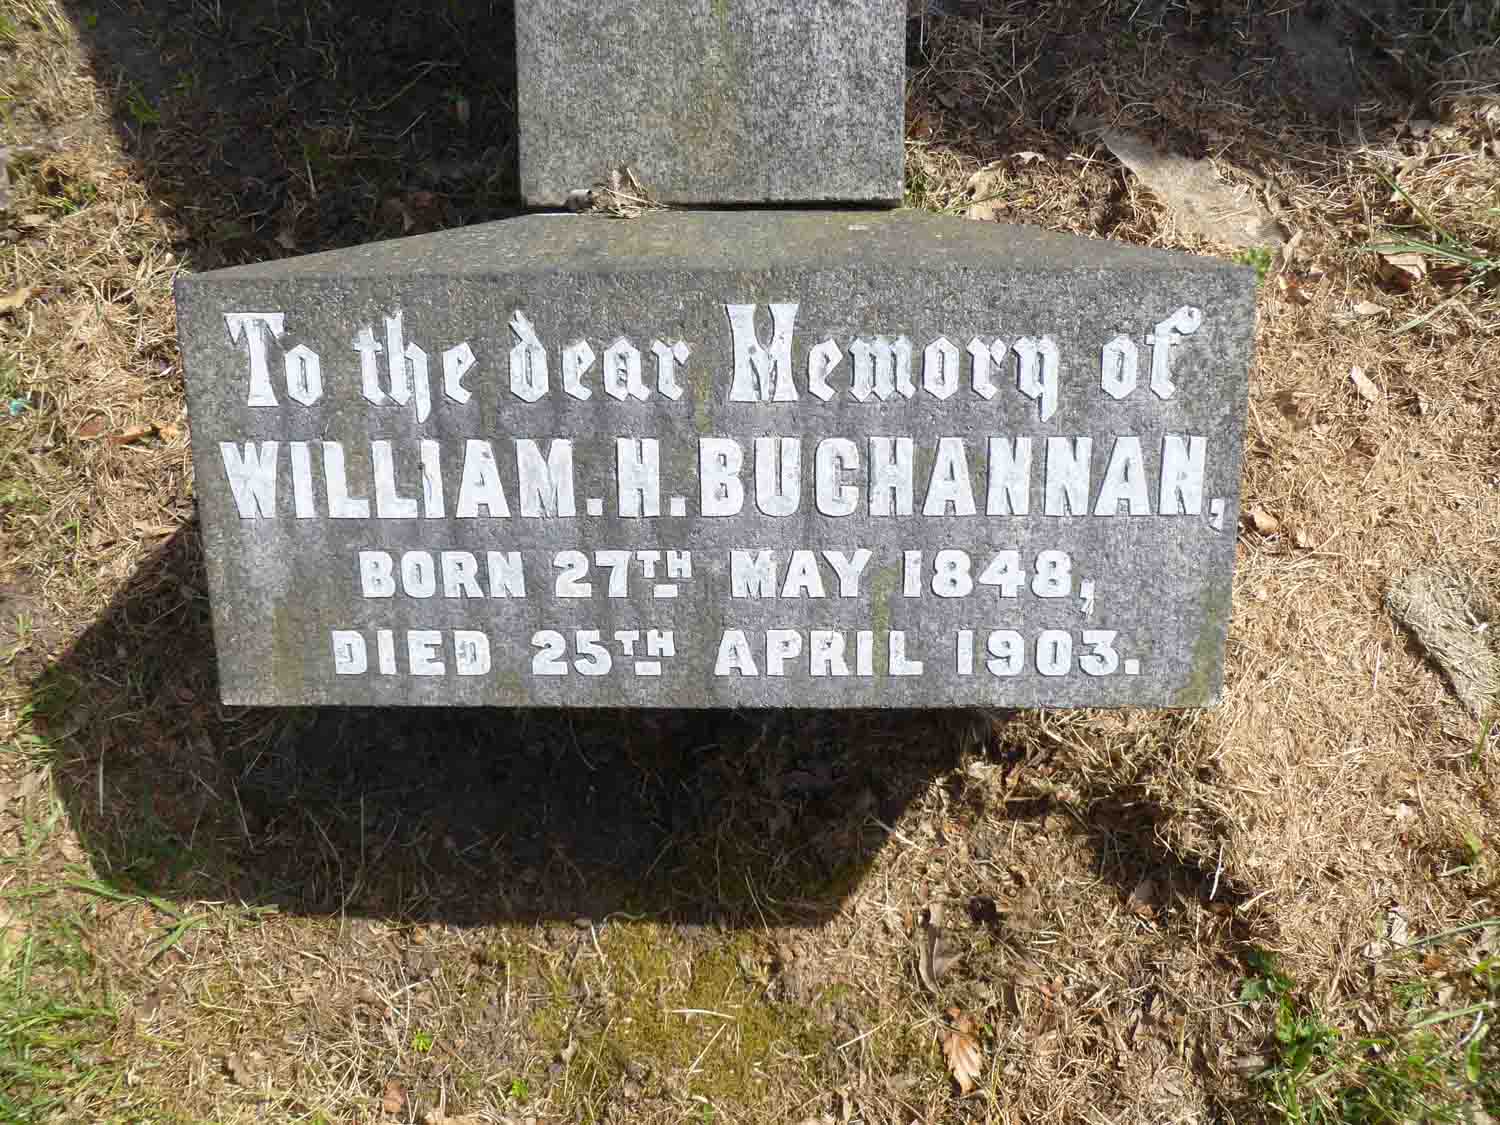 To the dear Memory of
WILLIAM. H. BUCHANNAN,
BORN 27TH MAY 1848,
DIED 25TH APRIL 1903.